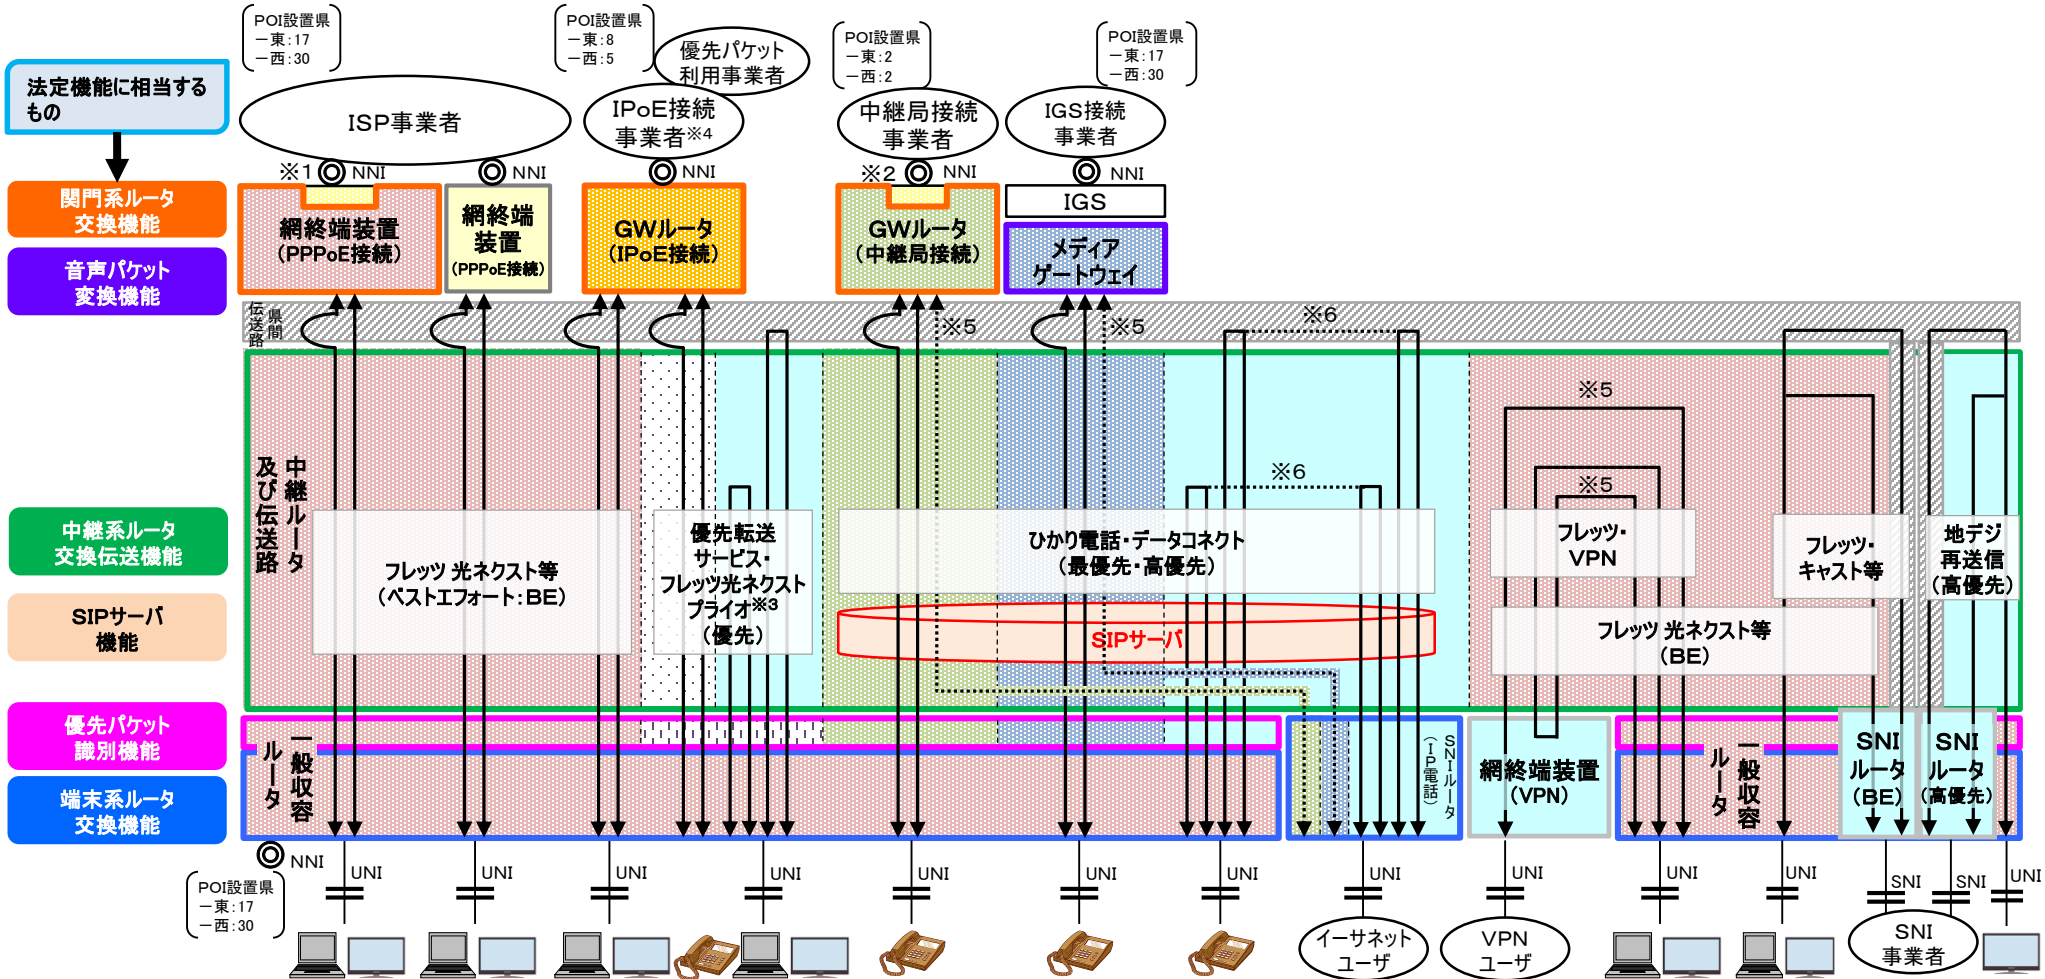 POI設置県
－東：17
－西：30
POI設置県
－東：8
－西：5
優先パケット
利用事業者
POI設置県
－東：2
－西：2
POI設置県
－東：17
－西：30
法定機能に相当する
もの
ISP事業者
IPoE接続
事業者※4
中継局接続
事業者
IGS接続
事業者
※1
NNI
NNI
NNI
※2
NNI
NNI
関門系ルータ
交換機能
網終端装置
（PPPoE接続）
網終端
装置
（PPPoE接続）
GWルータ
（IPoE接続）
GWルータ
（中継局接続）
IGS
メディア
ゲートウェイ
音声パケット
変換機能
県間
伝送路
※5
※5
※6
中継ルータ
及び伝送路
※5
※6
※5
中継系ルータ
交換伝送機能
フレッツ 光ネクスト等
（ベストエフォート：BE）
優先転送
サービス・
フレッツ光ネクスト
プライオ※3
（優先）
ひかり電話・データコネクト
（最優先・高優先）
フレッツ・
VPN
フレッツ・
キャスト等
地デジ
再送信
（高優先）
SIPサーバ
機能
SIPサーバ
フレッツ 光ネクスト等
（BE）
優先パケット
識別機能
端末系ルータ
交換機能
一般収容
ルータ
SNIルータ
（IP電話）
網終端装置
（VPN）
一般収容
ルータ
SNI
ルータ
（BE）
SNI
ルータ
（高優先）
NNI
POI設置県
－東：17
－西：30
UNI
UNI
UNI
UNI
UNI
UNI
UNI
UNI
UNI
UNI
UNI
SNI
SNI
UNI
イーサネット
ユーザ
VPN
ユーザ
SNI
事業者